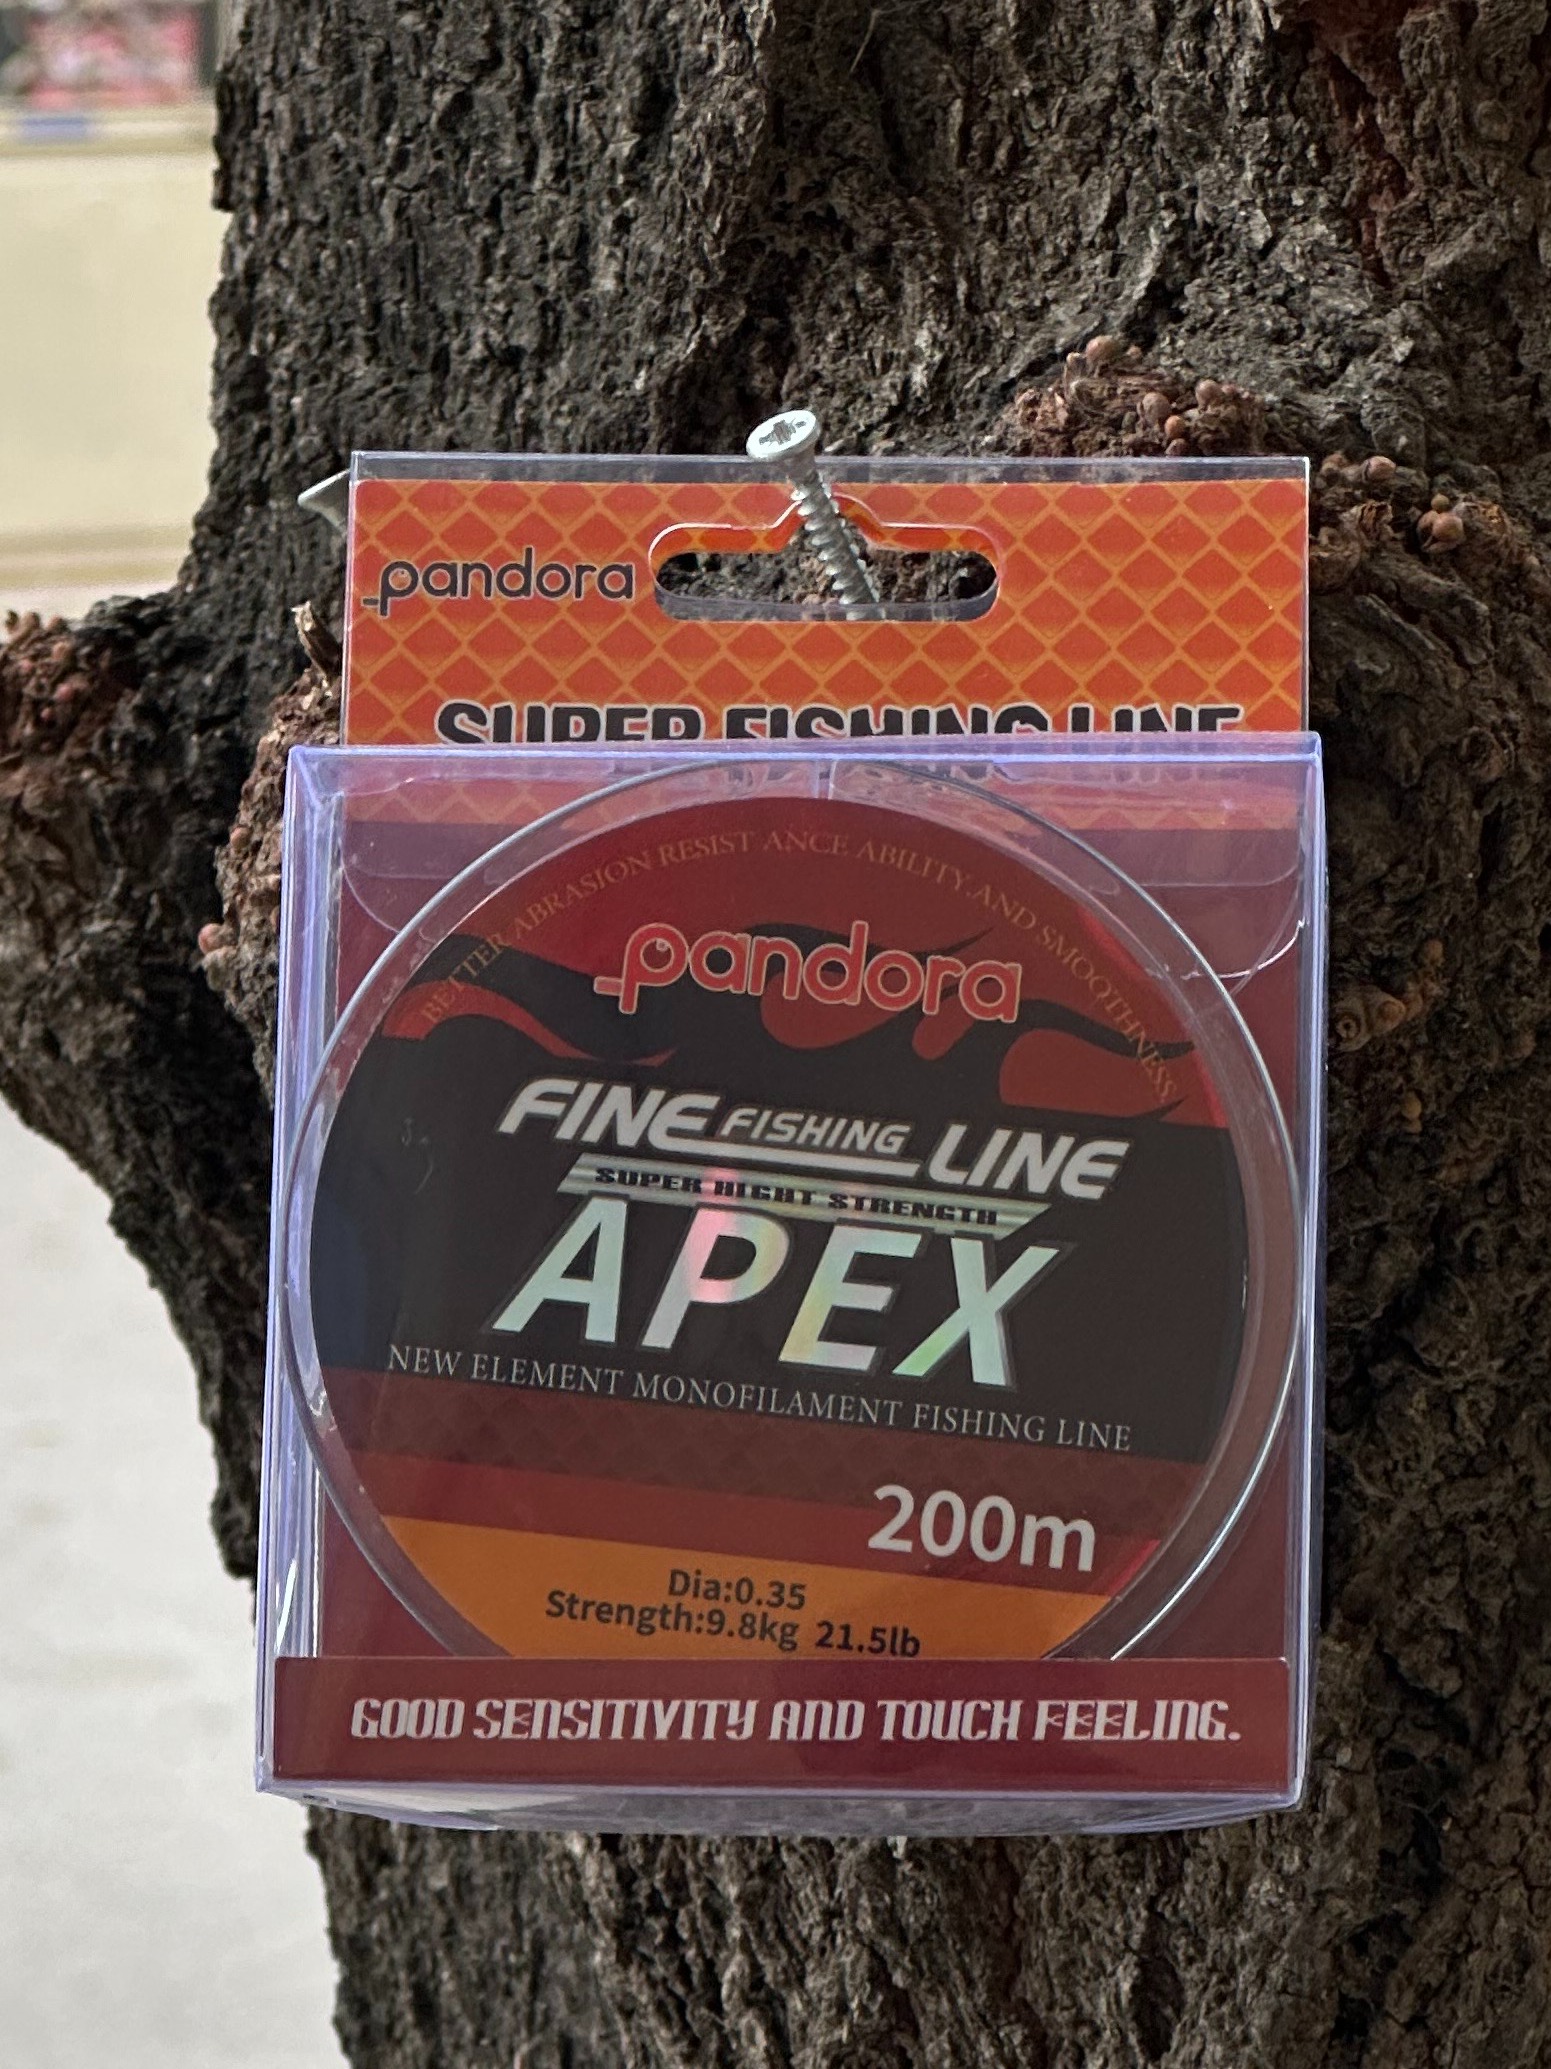 pandora
SUPER FISHING LINE
BETTER ABRASION RESIST ANCE ABILITY.AND SMOOTHNESS.
pandora
FINE FISHING LINE
SUPER HIGHT STRENGTH
APEX
NEW ELEMENT MONOFILAMENT FISHING LINE
200m
Dia:0.35
Strength:9.8kg 21.5lb
GOOD SENSITIVITY AND TOUCH FEELING.